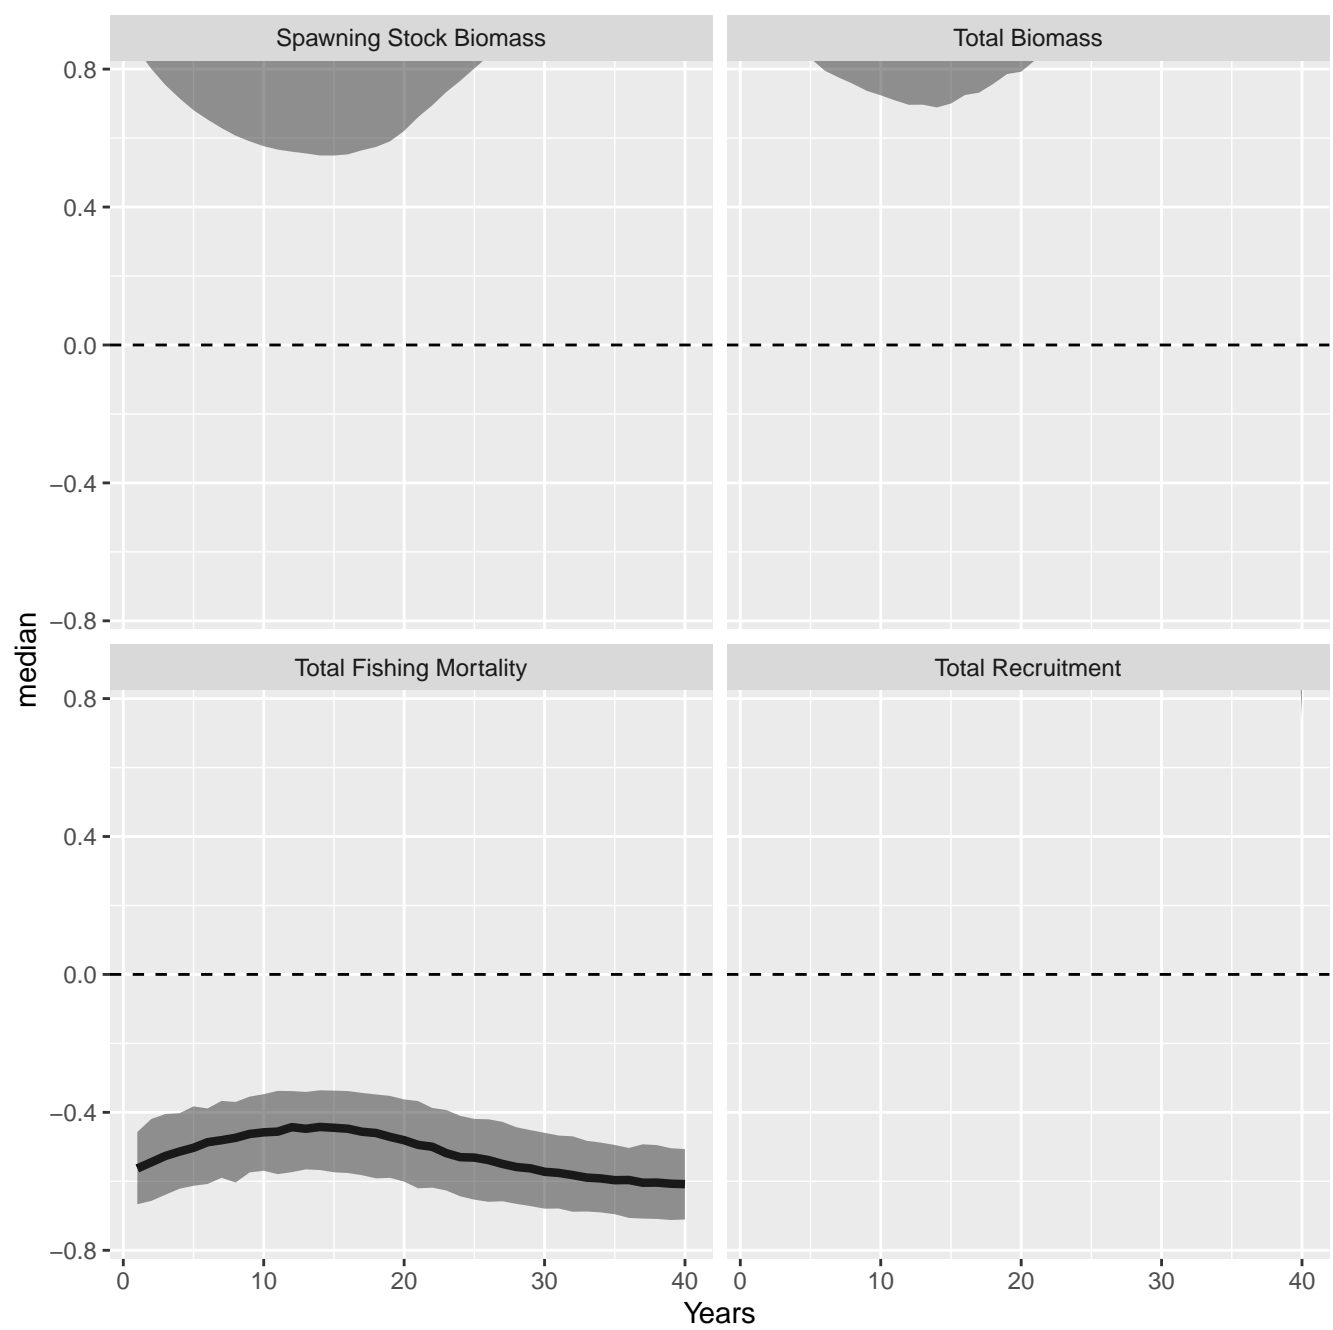 Spawning Stock Biomass
Total Biomass
0.8
0.4
0.0
−0.4
−0.8
median
Total Fishing Mortality
Total Recruitment
0.8
0.4
0.0
−0.4
−0.8
0 10 20 30 40
0 10 20 30 40
Years